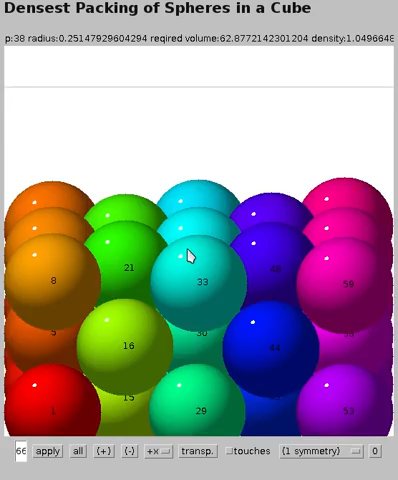 Densest Packing of Spheres in a Cube
p:38 radius:0.25147929604294 reqired volume:62.8772142301204 density:1.0496648
8 21 33 48 59
5 16 30 44 58
1 15 29 53
66 apply all (+) (-) +x transp. touches (1 symmetry) 0